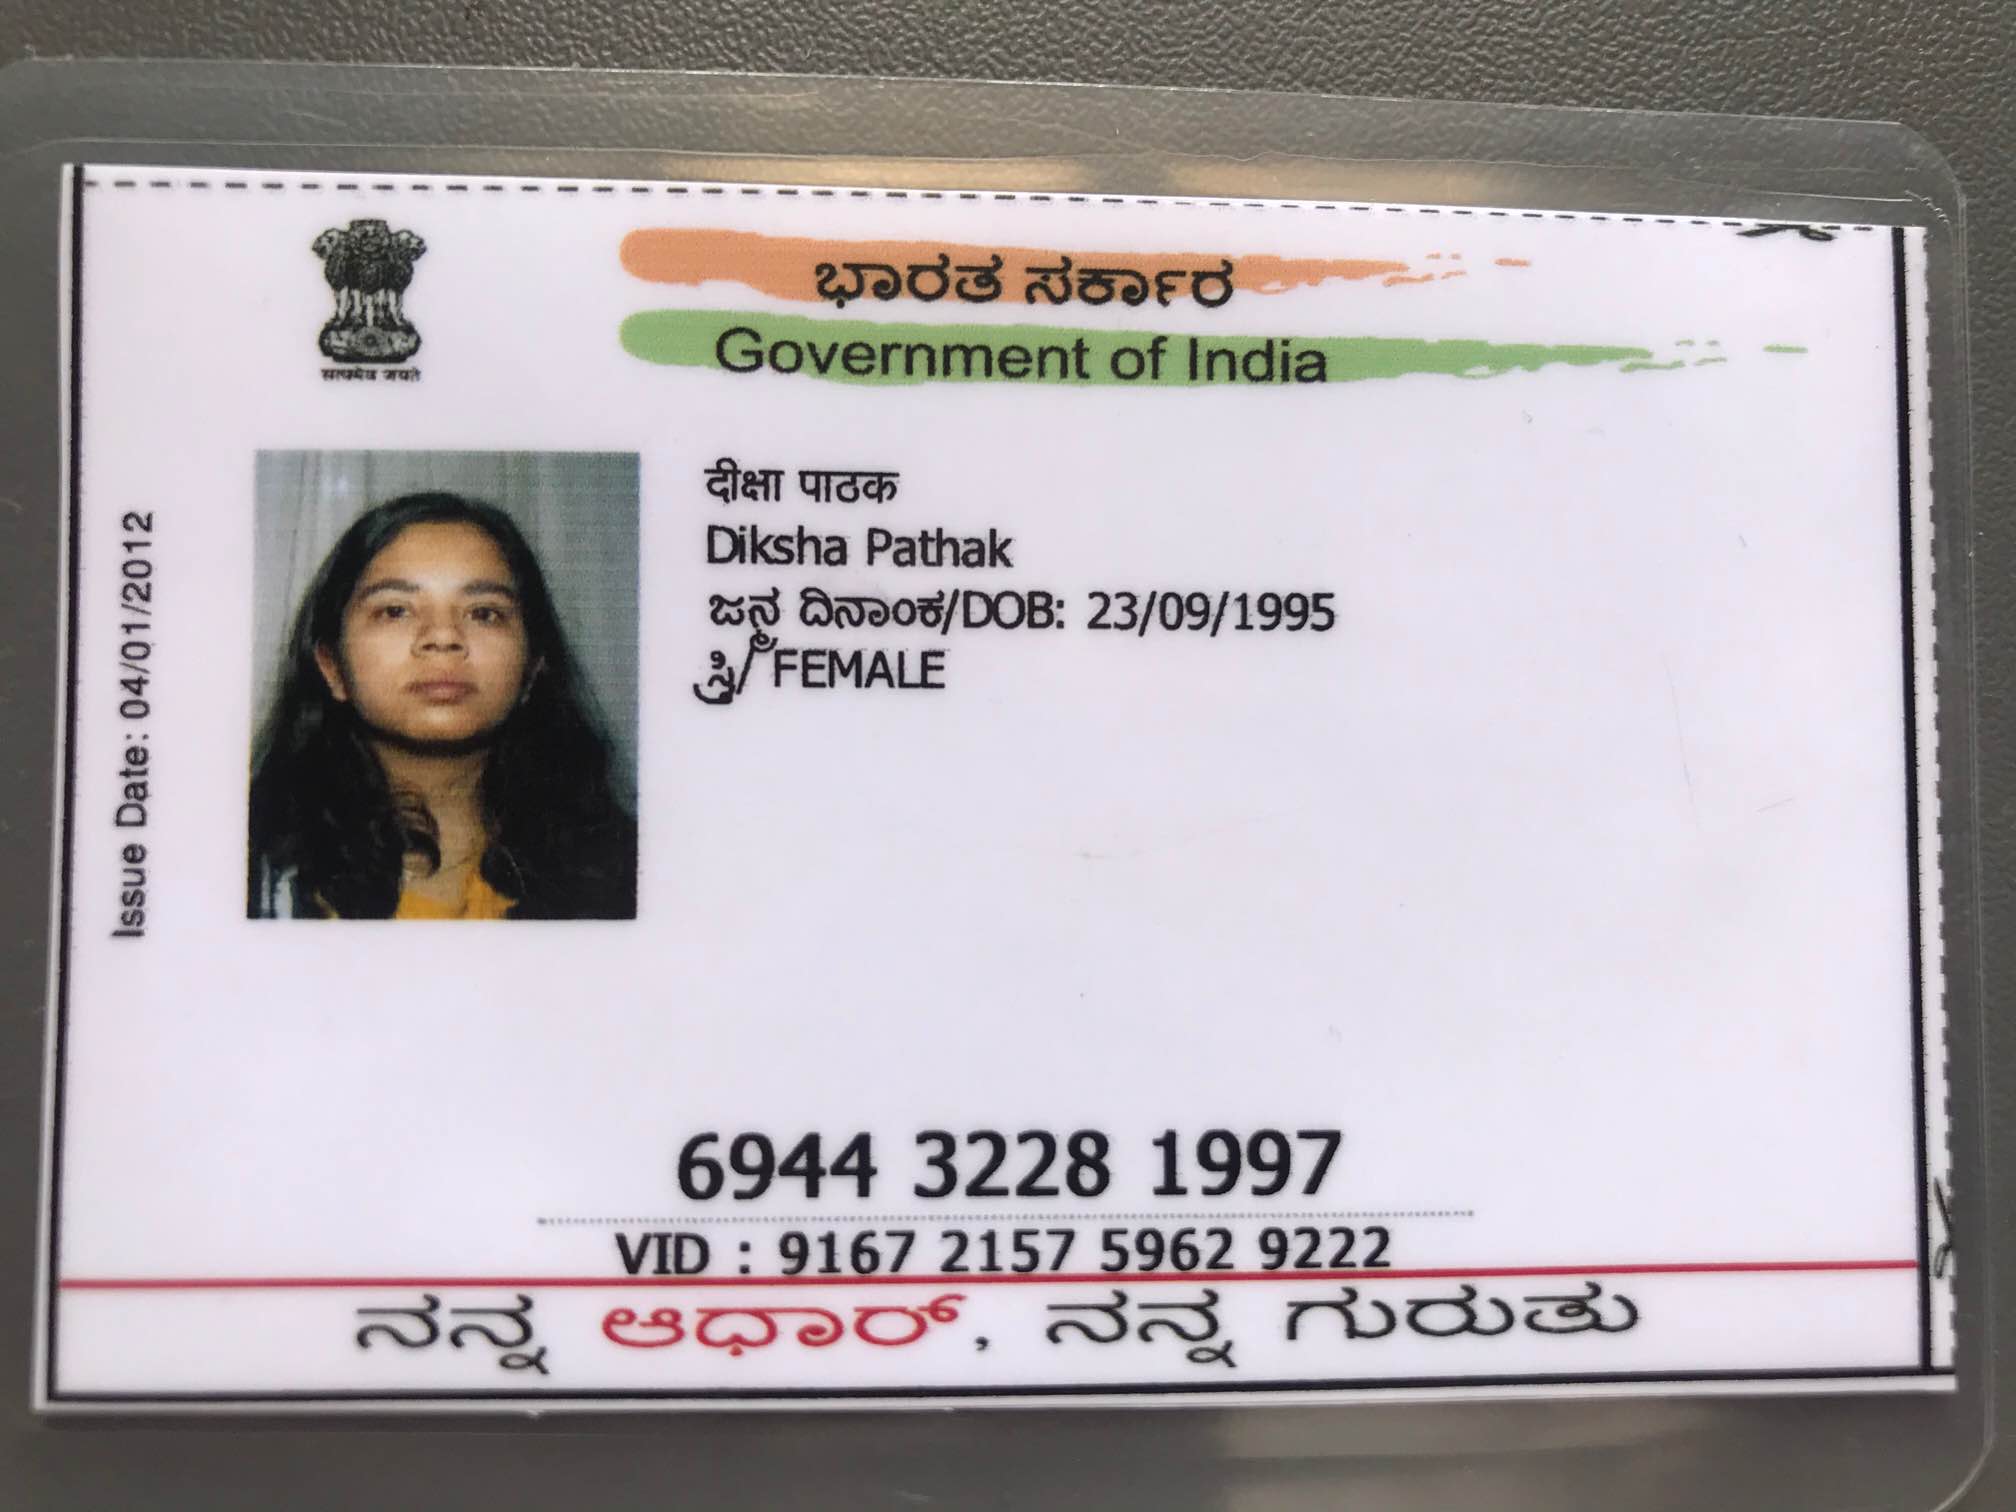 ಭಾರತ ಸರ್ಕಾರ
Government of India
सत्यमेव जयते
दीक्षा पाठक
Diksha Pathak
ಜನ್ಮ ದಿನಾಂಕ/DOB: 23/09/1995
ಸ್ತ್ರೀ/ FEMALE
Issue Date: 04/01/2012
6944 3228 1997
VID : 9167 2157 5962 9222
ನನ್ನ ಆಧಾರ್, ನನ್ನ ಗುರುತು